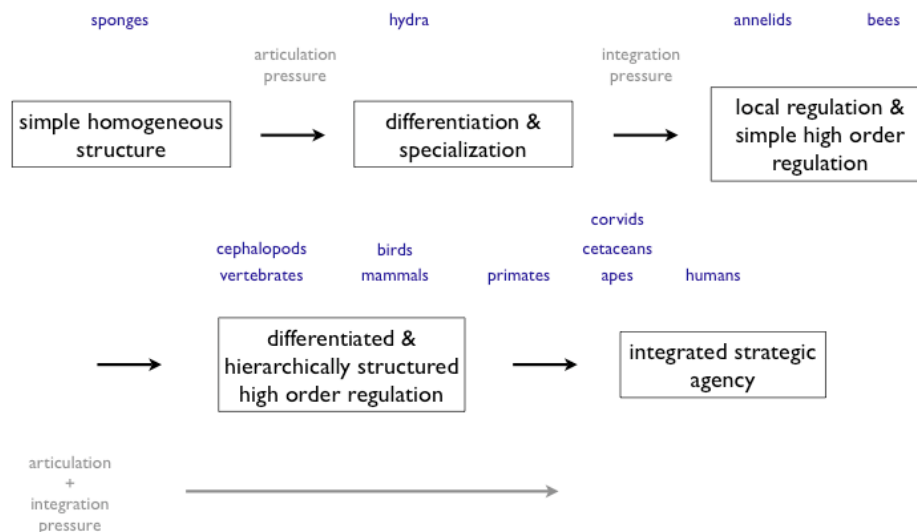 sponges
hydra
annelids
bees
articulation
pressure
integration
pressure
simple homogeneous
structure
differentiation &
specialization
local regulation &
simple high order
regulation
corvids
cephalopods
birds
cetaceans
vertebrates
mammals
primates
apes
humans
differentiated &
hierarchically structured
high order regulation
integrated strategic
agency
articulation
+
integration
pressure